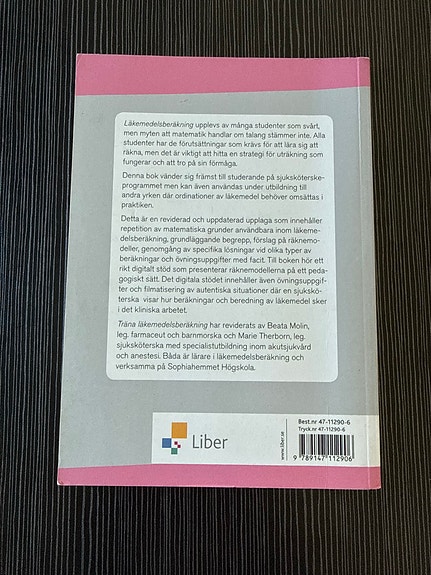 Läkemedelsberäkning upplevs av många studenter som svårt,
men myten att matematik handlar om talang stämmer inte. Alla
studenter har de förutsättningar som krävs för att lära sig att
räkna, men det är viktigt att hitta en strategi för uträkning som
fungerar och att tro på sin förmåga.
Denna bok vänder sig främst till studerande på sjuksköterske-
programmet men kan även användas under utbildning till
andra yrken där ordinationer av läkemedel behöver omsättas i
praktiken.
Detta är en reviderad och uppdaterad upplaga som innehåller
repetition av matematiska grunder användbara inom läkeme-
delsberäkning, grundläggande begrepp, förslag på räknemo-
deller, genomgång av specifika lösningar vid olika typer av
beräkningar och övningsuppgifter med facit. Till boken hör ett
rikt digitalt stöd som presenterar räknemodellerna på ett peda-
gogiskt sätt. Det digitala stödet innehåller även övningsuppgif-
ter och filmatisering av autentiska situationer där en sjukskö-
terska visar hur beräkningar och beredning av läkemedel sker
i det kliniska arbetet.
Träna läkemedelsberäkning har reviderats av Beata Molin,
leg. farmaceut och barnmorska och Marie Therborn, leg.
sjuksköterska med specialistutbildning inom akutsjukvård
och anestesi. Båda är lärare i läkemedelsberäkning och
verksamma på Sophiahemmet Högskola.
Liber
www.liber.se
Best.nr 47-11290-6
Tryck.nr 47-11290-6
9 789147 112906